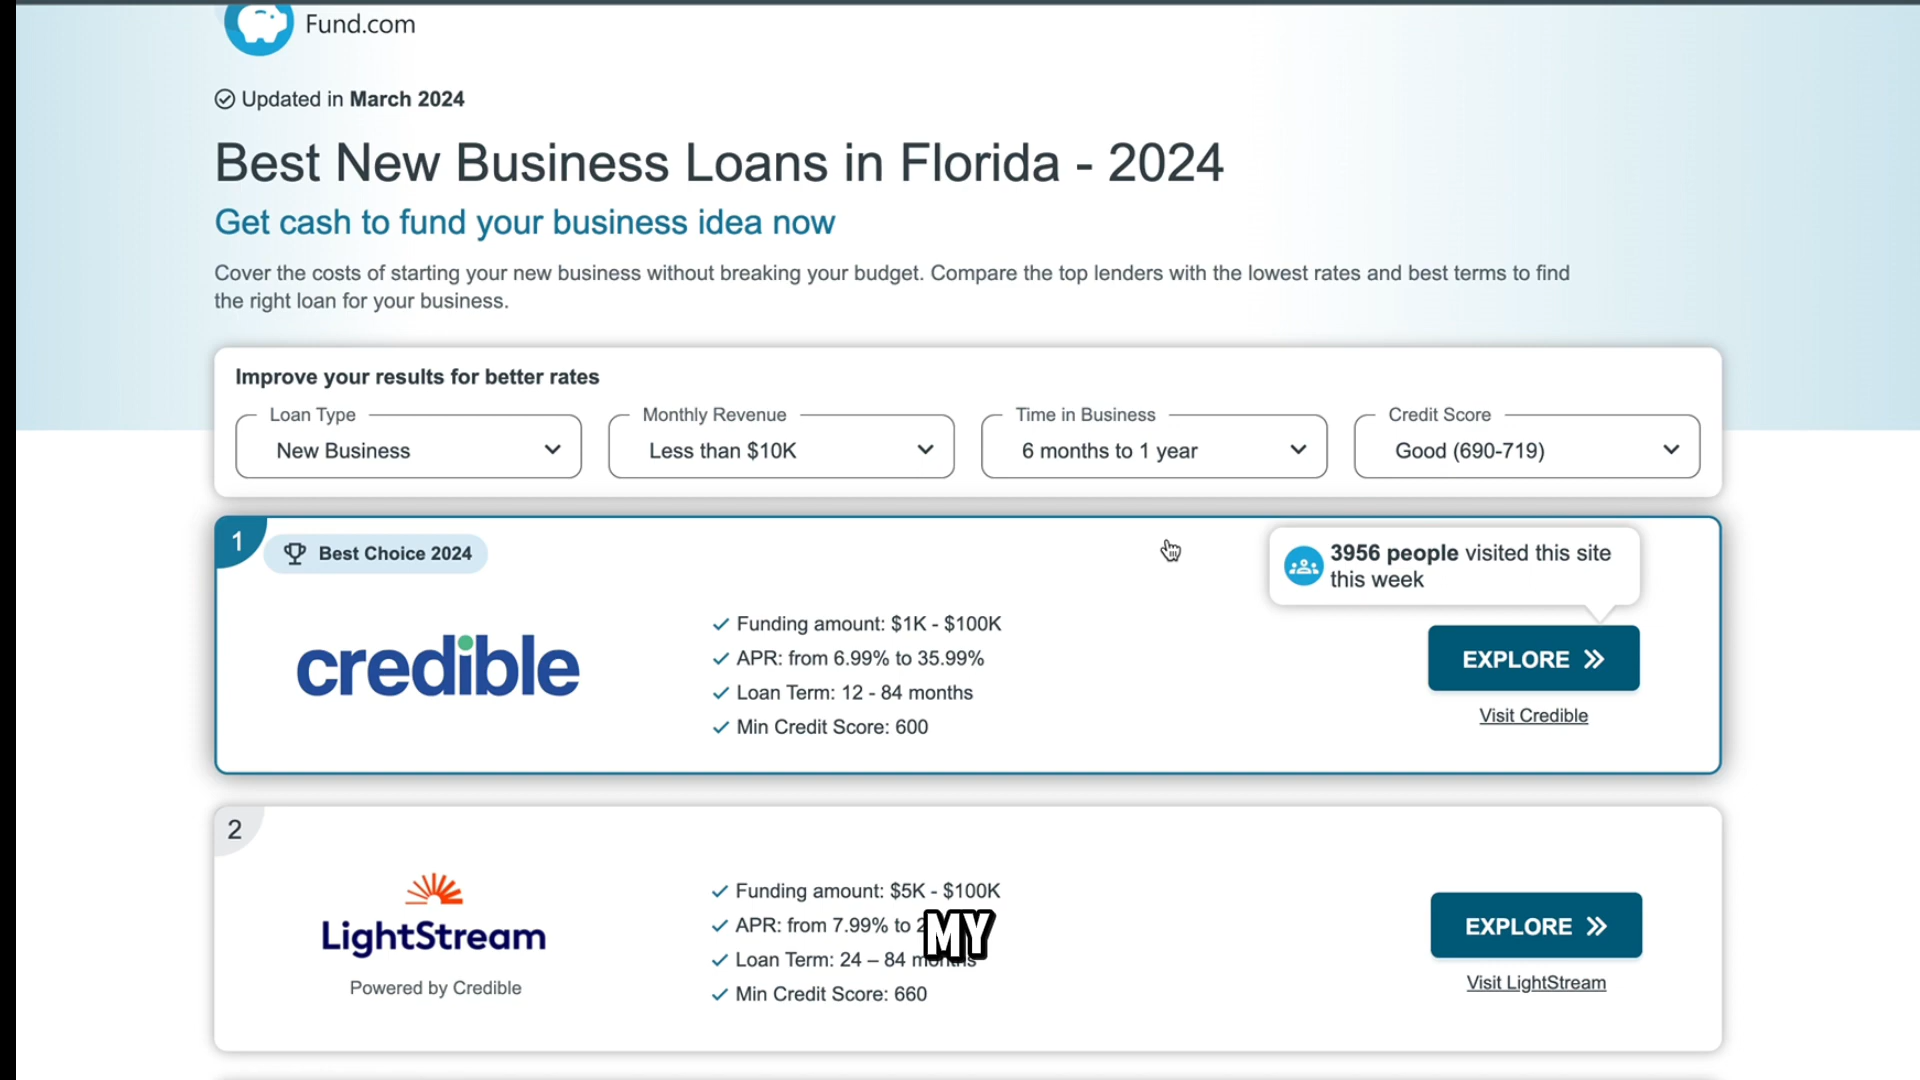 Fund.com
Updated in March 2024
Best New Business Loans in Florida - 2024
Get cash to fund your business idea now
Cover the costs of starting your new business without breaking your budget. Compare the top lenders with the lowest rates and best terms to find
the right loan for your business.
Improve your results for better rates
Loan Type
New Business
Monthly Revenue
Less than $10K
Time in Business
6 months to 1 year
Credit Score
Good (690-719)
1
Best Choice 2024
3956 people visited this site
this week
credible
Funding amount: $1K - $100K
APR: from 6.99% to 35.99%
Loan Term: 12 - 84 months
Min Credit Score: 600
EXPLORE
Visit Credible
2
LightStream
Powered by Credible
Funding amount: $5K - $100K
APR: from 7.99% to
MY
Loan Term: 24 – 84 months
Min Credit Score: 660
EXPLORE
Visit LightStream